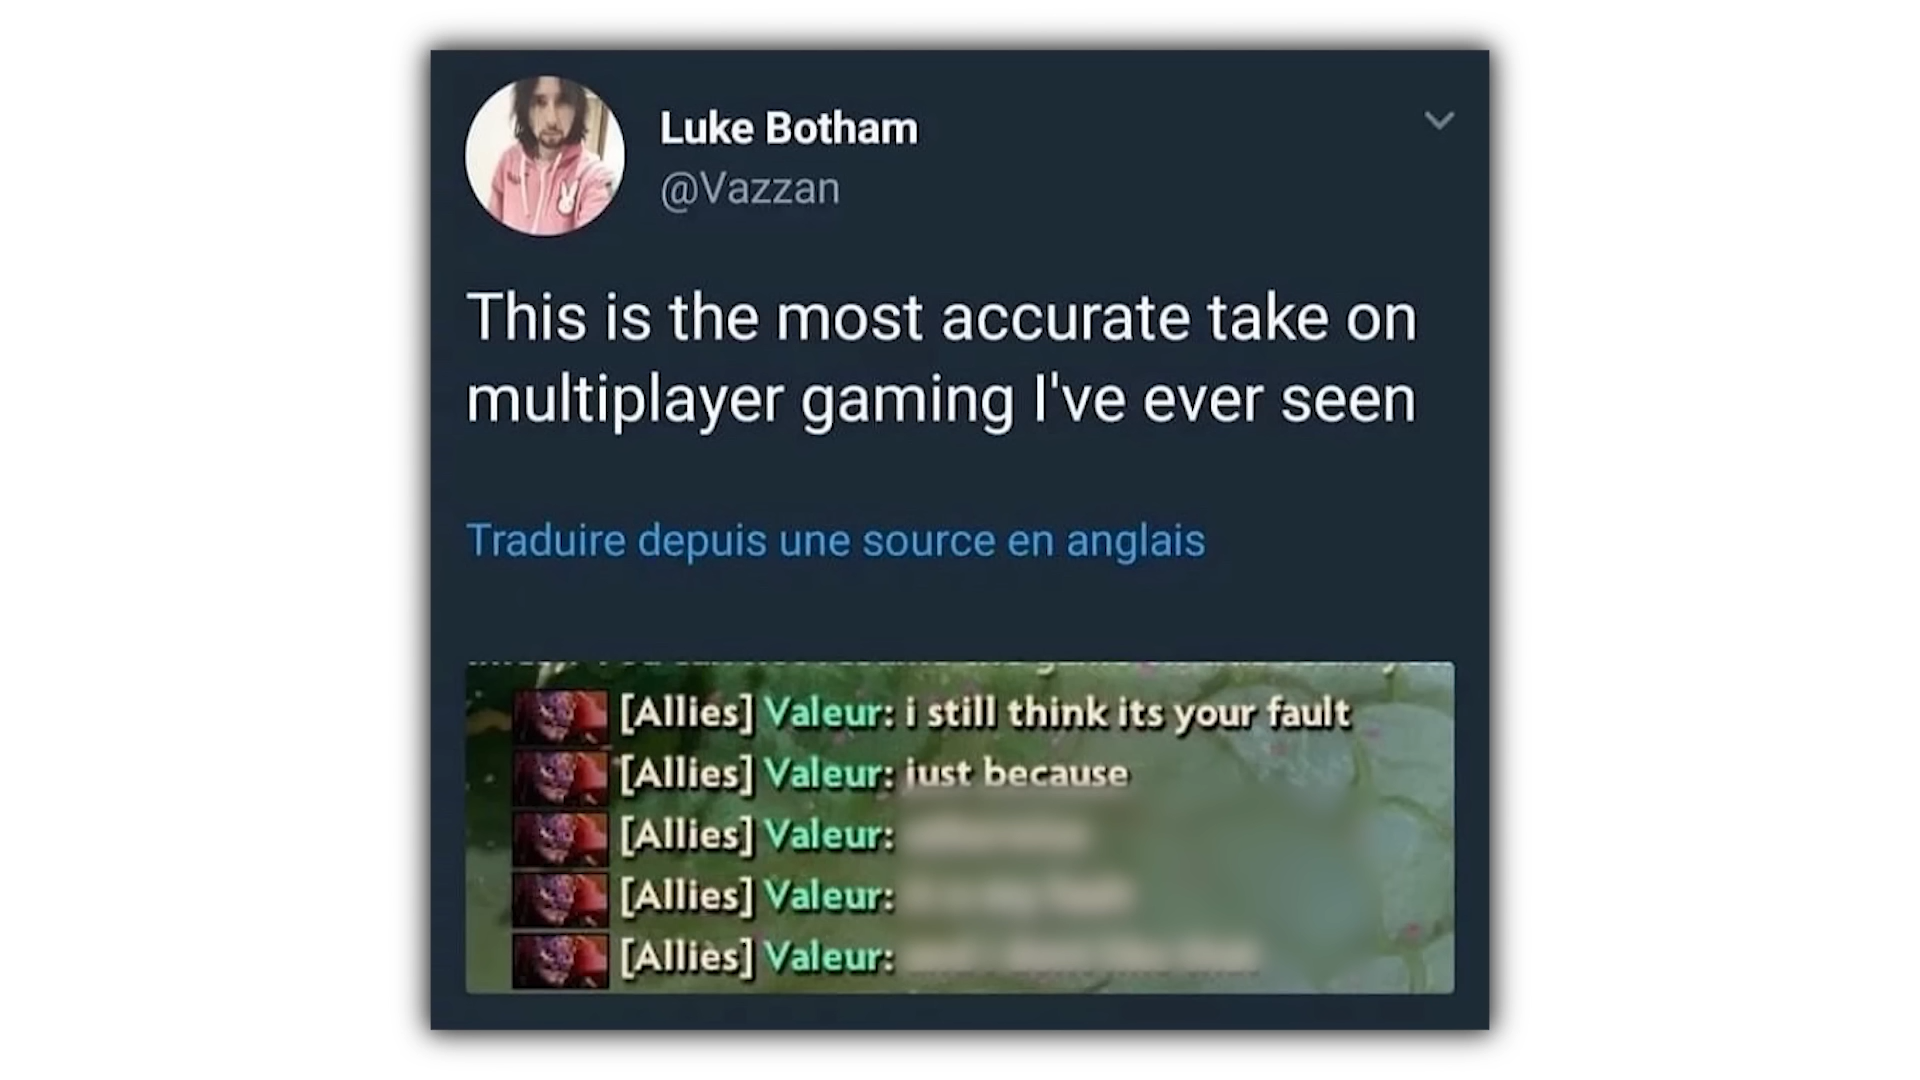 Luke Botham
@Vazzan
This is the most accurate take on
multiplayer gaming I've ever seen
Traduire depuis une source en anglais
[Allies] Valeur: i still think its your fault
[Allies] Valeur: just because
[Allies] Valeur:
[Allies] Valeur:
[Allies] Valeur: